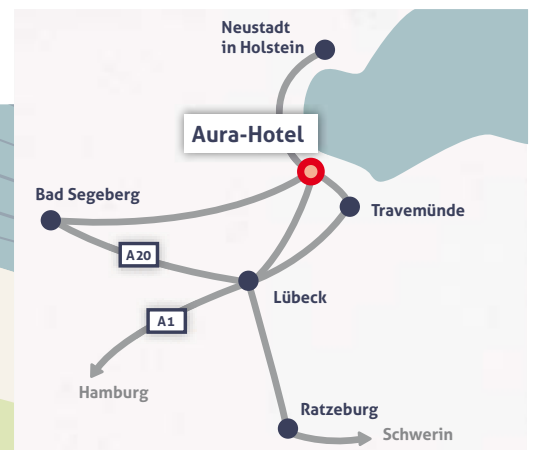 Neustadt
in Holstein
Aura-Hotel
Bad Segeberg
Travemünde
A20
Lübeck
A1
Hamburg
Ratzeburg
Schwerin